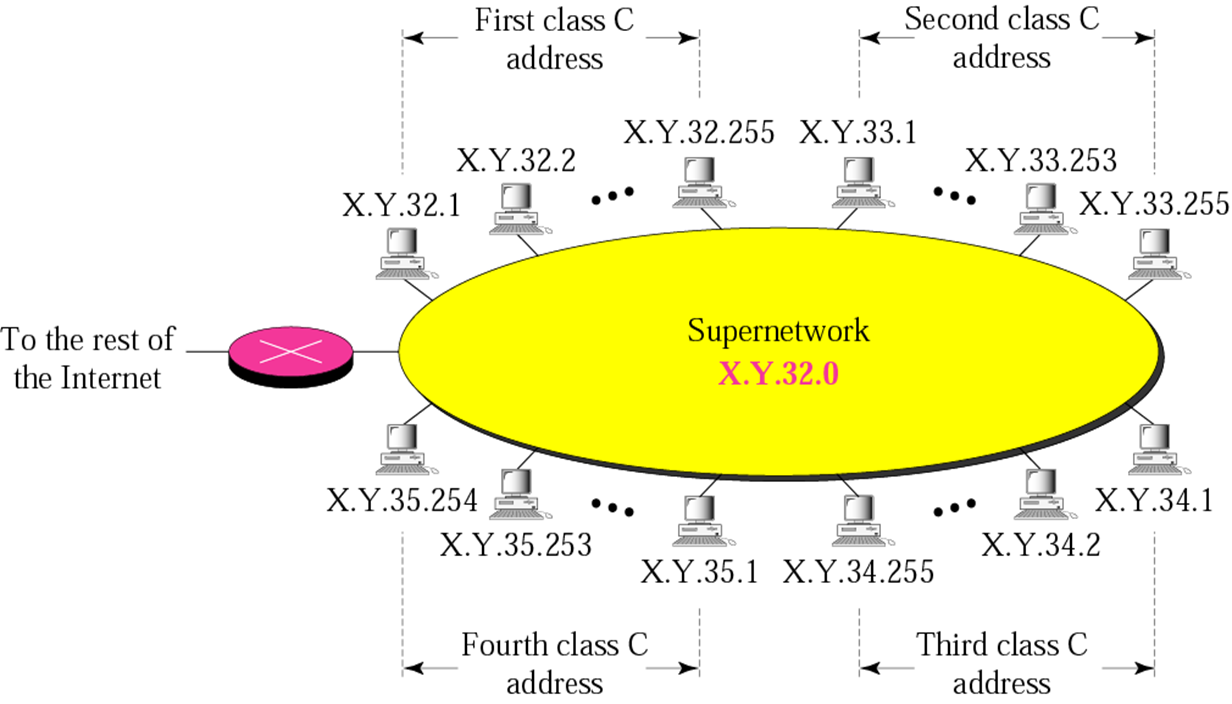 First class C
address
Second class C
address
X.Y.32.255
X.Y.33.1
X.Y.32.2
X.Y.33.253
X.Y.32.1
X.Y.33.255
To the rest of
the Internet
Supernetwork
X.Y.32.0
X.Y.35.254
X.Y.34.1
X.Y.35.253
X.Y.34.2
X.Y.35.1
X.Y.34.255
Fourth class C
address
Third class C
address